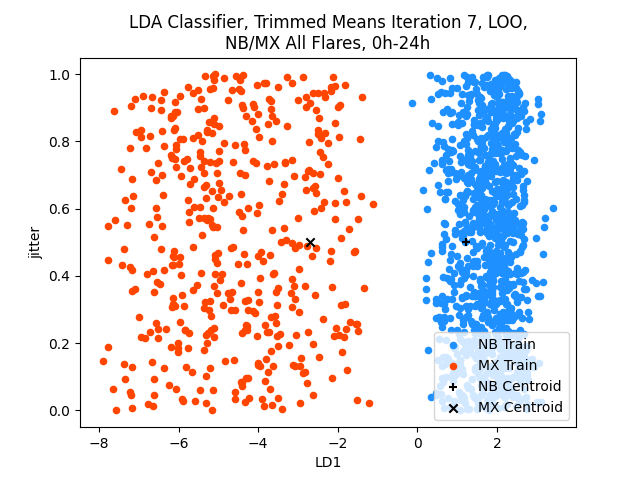 LDA Classifier, Trimmed Means Iteration 7, LOO,
NB/MX All Flares, 0h-24h
1.0
0.8
0.6
0.4
0.2
0.0
jitter
−8
−6
−4
−2
0
2
LD1
NB Train
MX Train
NB Centroid
MX Centroid